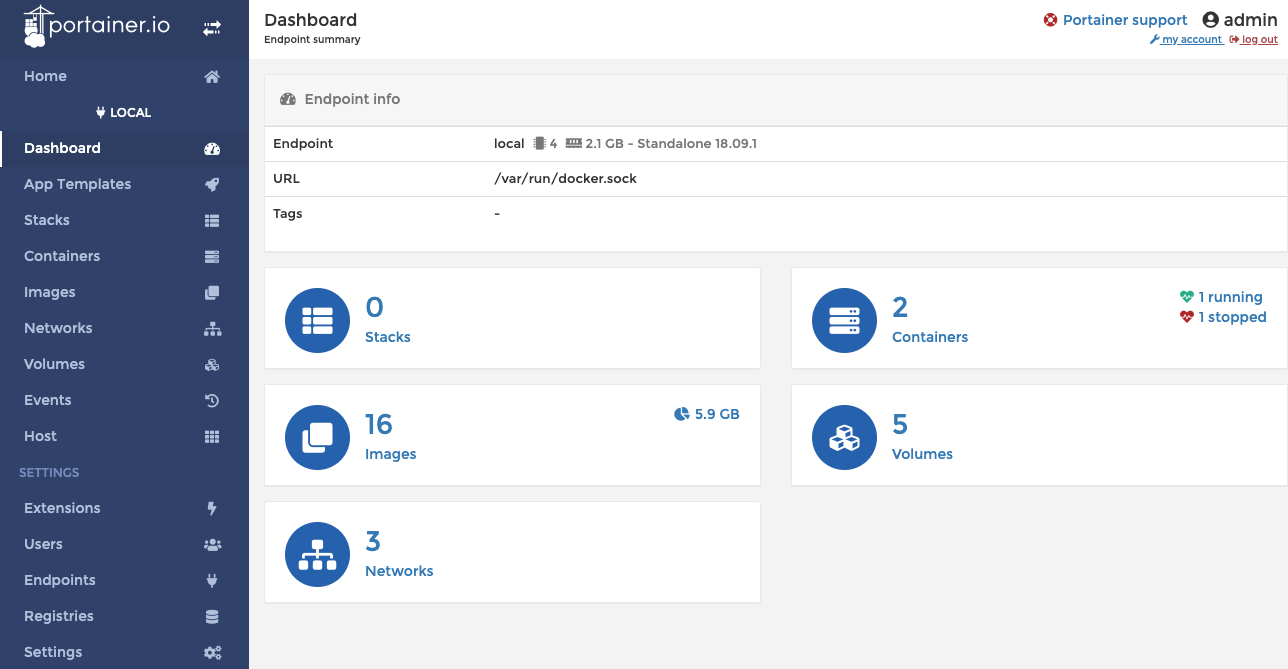 portainer.io
Home
LOCAL
Dashboard
App Templates
Stacks
Containers
Images
Networks
Volumes
Events
Host
SETTINGS
Extensions
Users
Endpoints
Registries
Settings
Dashboard
Endpoint summary
Portainer support admin
my account log out
Endpoint info
Endpoint local 4 2.1 GB - Standalone 18.09.1
URL /var/run/docker.sock
Tags -
0
Stacks
2
Containers
1 running
1 stopped
16
Images
5.9 GB
5
Volumes
3
Networks